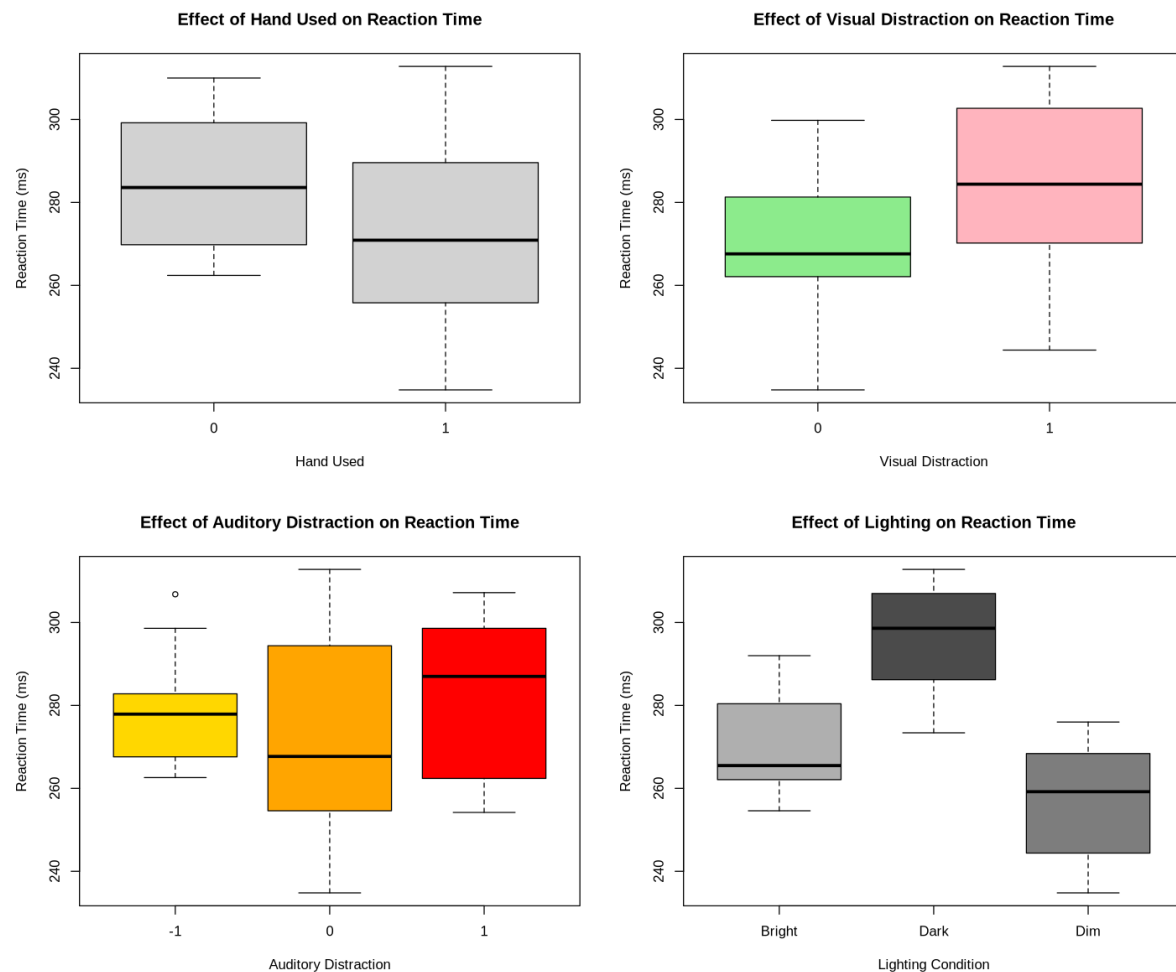 Effect of Hand Used on Reaction Time
Reaction Time (ms)
300
280
260
240
0
1
Hand Used
Effect of Visual Distraction on Reaction Time
Reaction Time (ms)
300
280
260
240
0
1
Visual Distraction
Effect of Auditory Distraction on Reaction Time
Reaction Time (ms)
300
280
260
240
-1
0
1
Auditory Distraction
Effect of Lighting on Reaction Time
Reaction Time (ms)
300
280
260
240
Bright
Dark
Dim
Lighting Condition